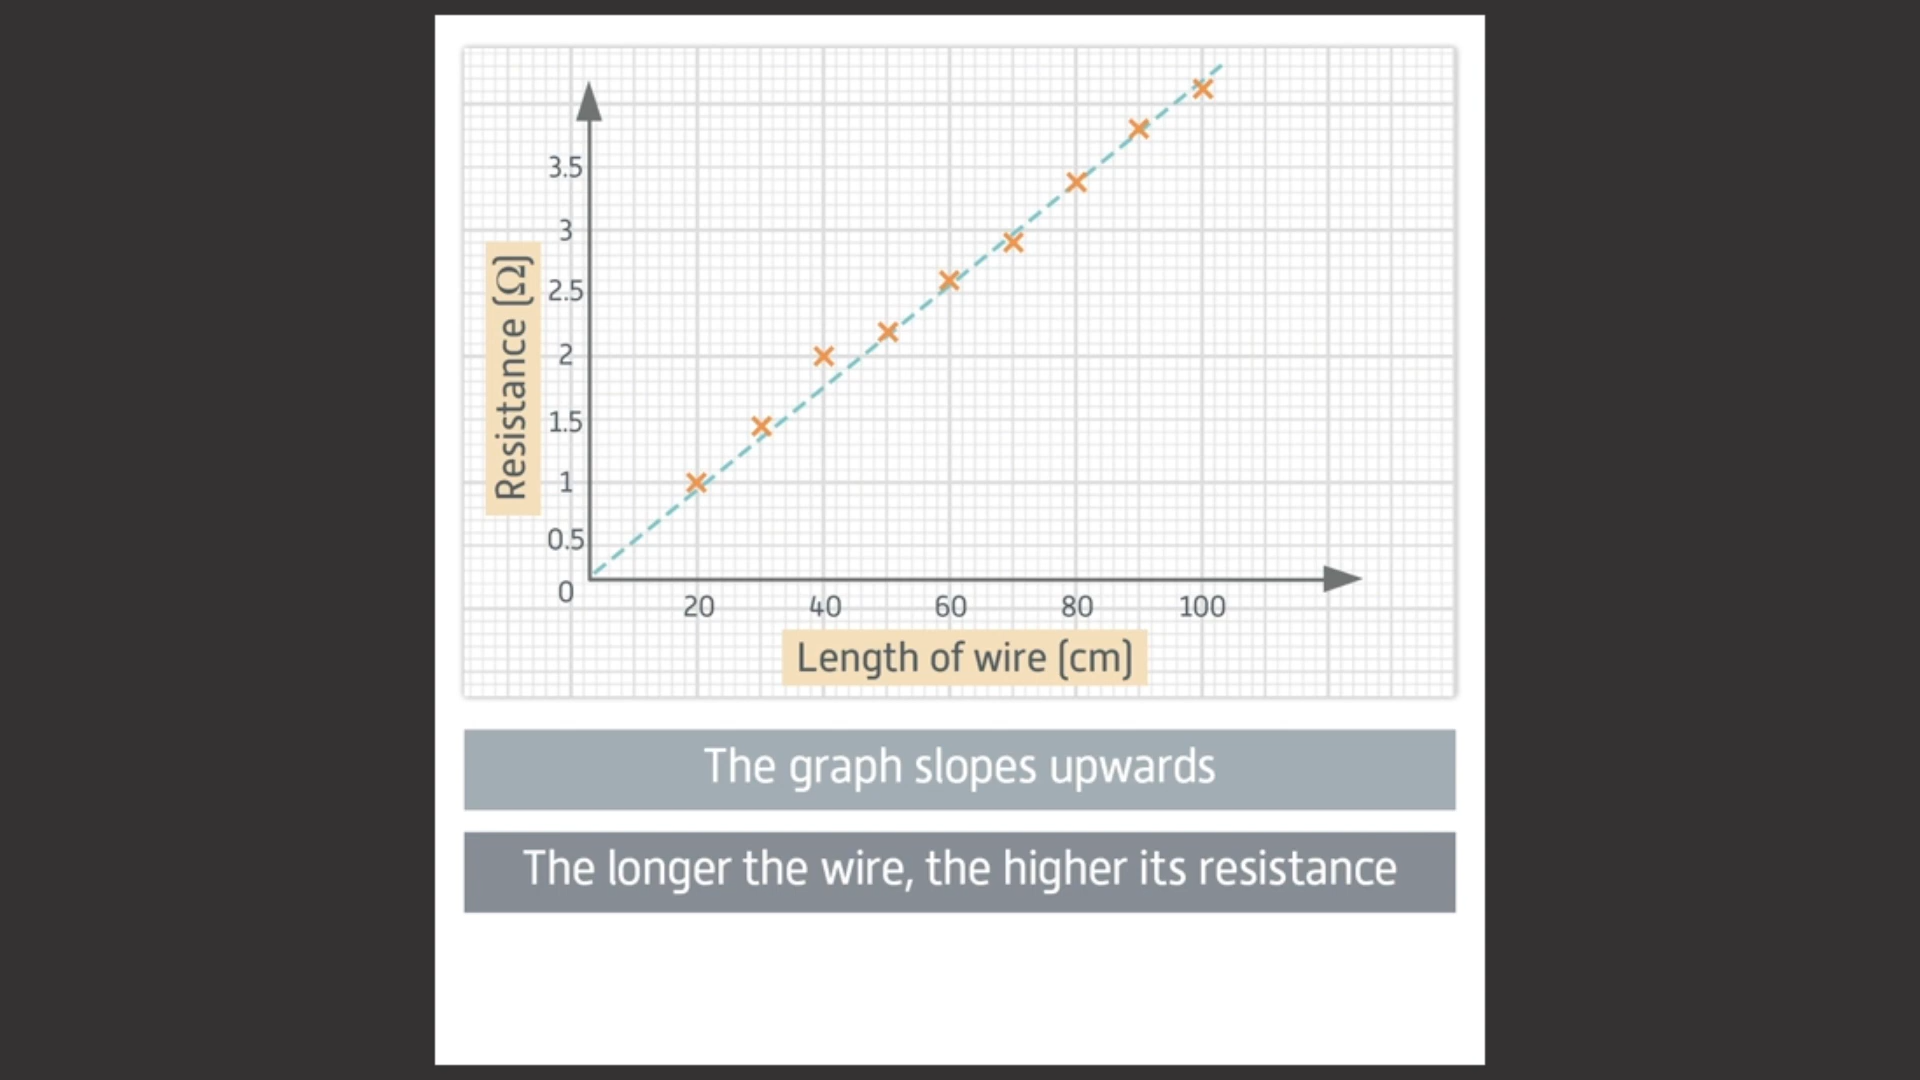 3.5
3
2.5
2
1.5
1
0.5
0
Resistance (Ω)
20 40 60 80 100
Length of wire (cm)
The graph slopes upwards
The longer the wire, the higher its resistance